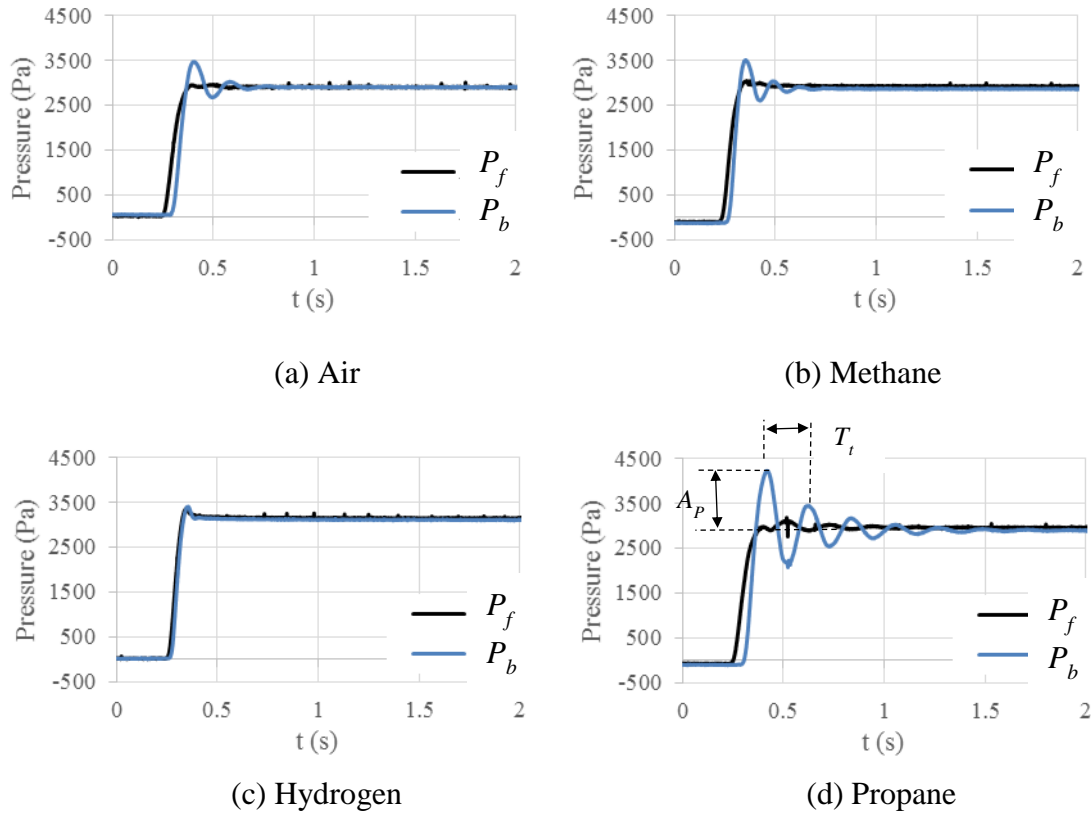 4500
3500
2500
1500
500
-500
Pressure (Pa)
P_f
P_b
0 0.5 1 1.5 2
t (s)
(a) Air
4500
3500
2500
1500
500
-500
Pressure (Pa)
P_f
P_b
0 0.5 1 1.5 2
t (s)
(b) Methane
4500
3500
2500
1500
500
-500
Pressure (Pa)
P_f
P_b
0 0.5 1 1.5 2
t (s)
(c) Hydrogen
T_t
A_P
4500
3500
2500
1500
500
-500
Pressure (Pa)
P_f
P_b
0 0.5 1 1.5 2
t (s)
(d) Propane